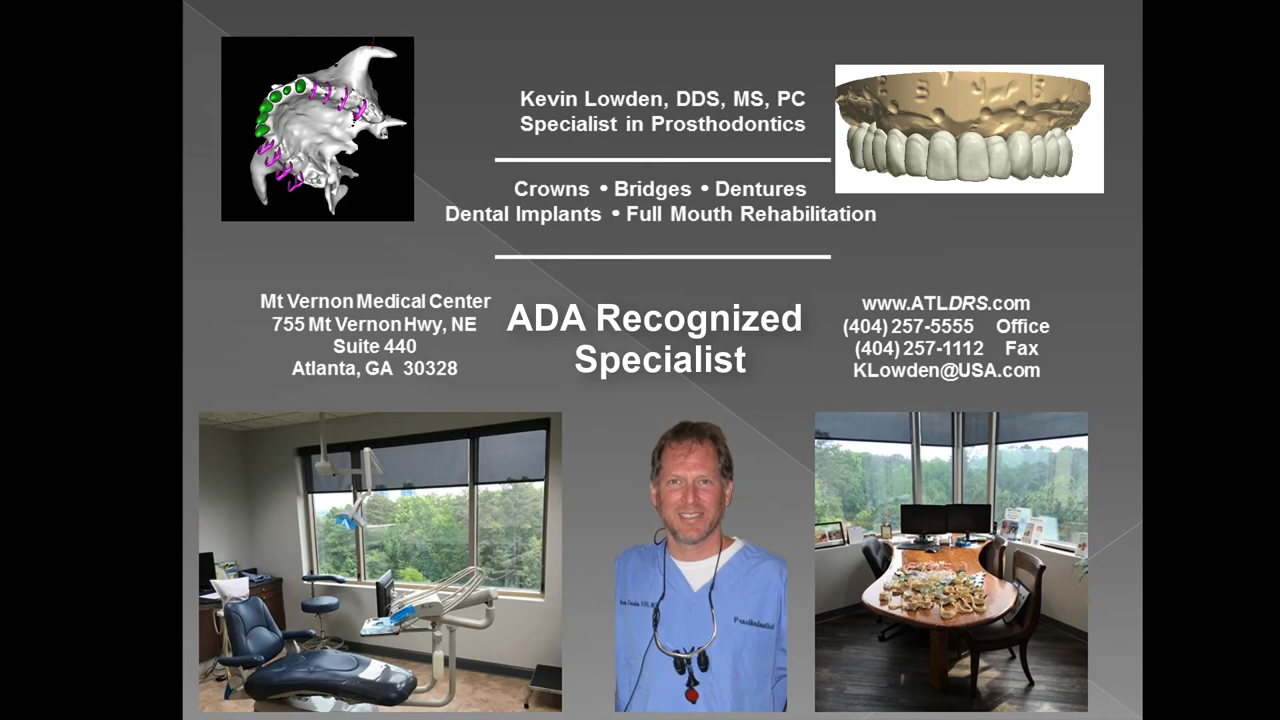 Kevin Lowden, DDS, MS, PC
Specialist in Prosthodontics
Crowns • Bridges • Dentures
Dental Implants • Full Mouth Rehabilitation
Mt Vernon Medical Center
755 Mt Vernon Hwy, NE
Suite 440
Atlanta, GA 30328
ADA Recognized
Specialist
www.ATLDRS.com
(404) 257-5555 Office
(404) 257-1112 Fax
KLowden@USA.com
Prosthodontist